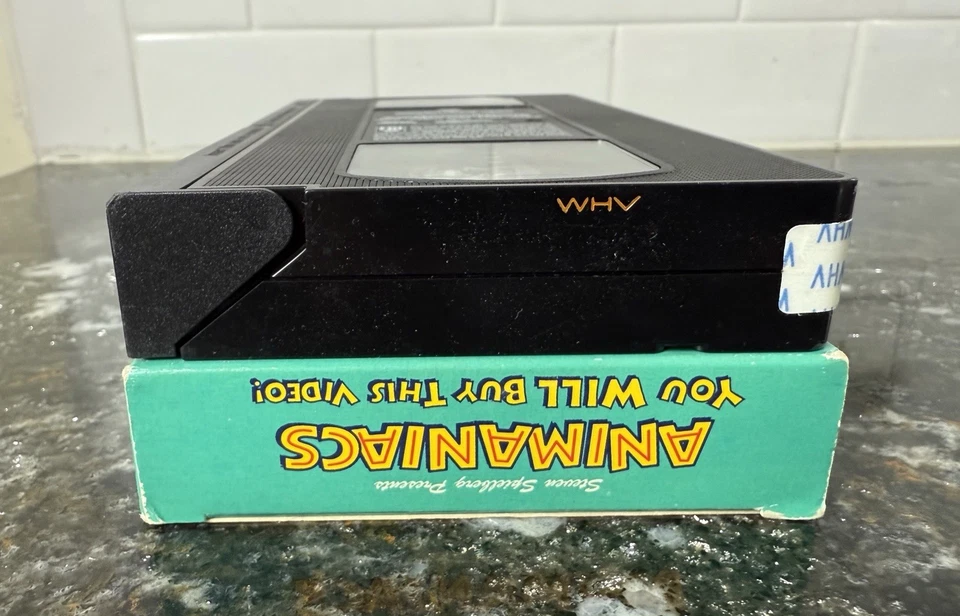 WHV
Steven Spielberg Presents
ANIMANIACS
YOU WILL BUY THIS VIDEO!